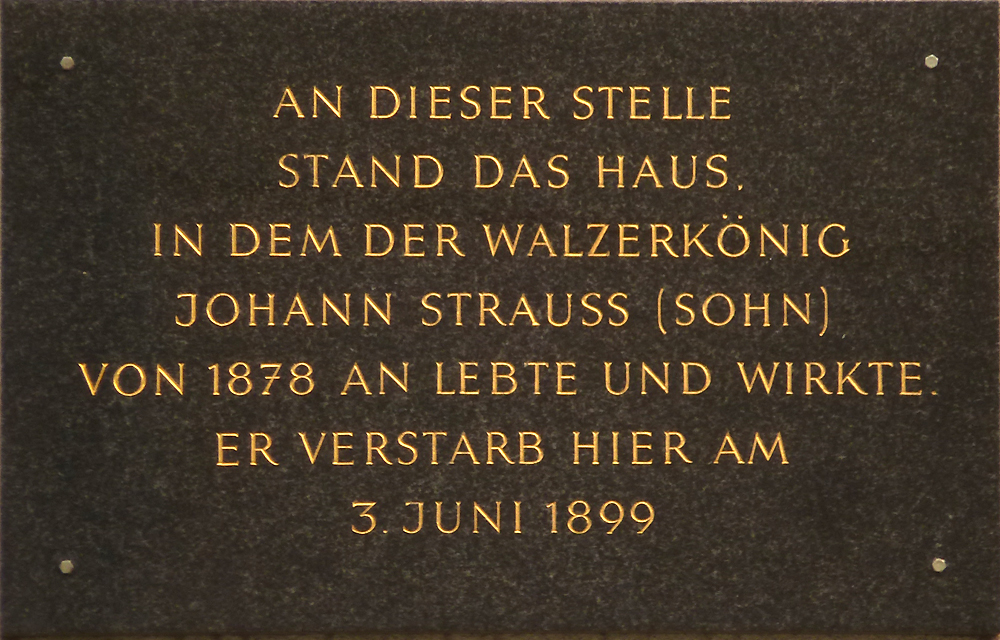 AN DIESER STELLE
STAND DAS HAUS,
IN DEM DER WALZERKÖNIG
JOHANN STRAUSS (SOHN)
VON 1878 AN LEBTE UND WIRKTE.
ER VERSTARB HIER AM
3. JUNI 1899